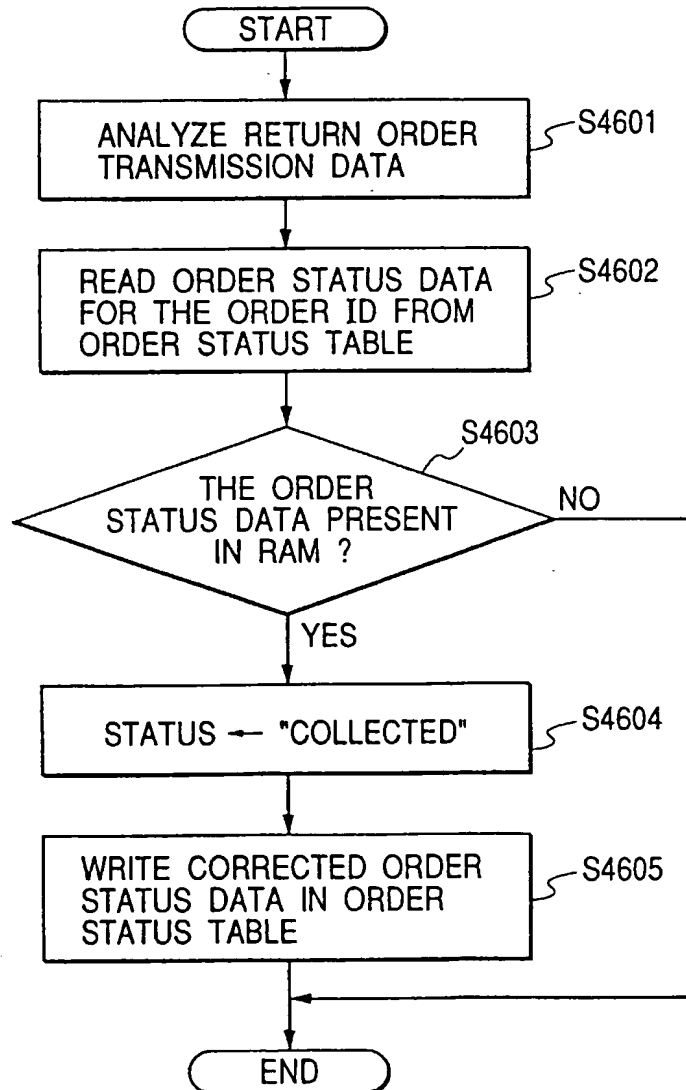 START
ANALYZE RETURN ORDER
TRANSMISSION DATA
S4601
READ ORDER STATUS DATA
FOR THE ORDER ID FROM
ORDER STATUS TABLE
S4602
S4603
THE ORDER
STATUS DATA PRESENT
IN RAM ?
NO
YES
STATUS ← "COLLECTED"
S4604
WRITE CORRECTED ORDER
STATUS DATA IN ORDER
STATUS TABLE
S4605
END